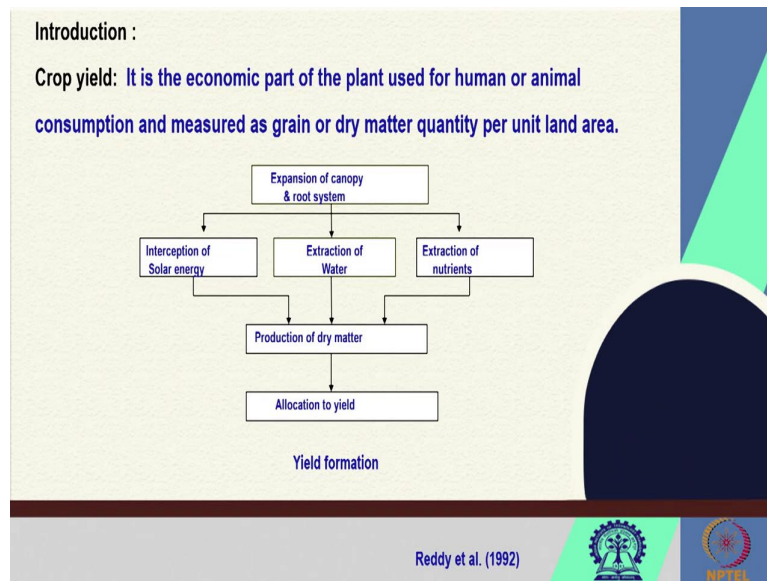 Introduction :
Crop yield: It is the economic part of the plant used for human or animal
consumption and measured as grain or dry matter quantity per unit land area.
Expansion of canopy
& root system
Interception of
Solar energy
Extraction of
Water
Extraction of
nutrients
Production of dry matter
Allocation to yield
Yield formation
Reddy et al. (1992)
NPTEL